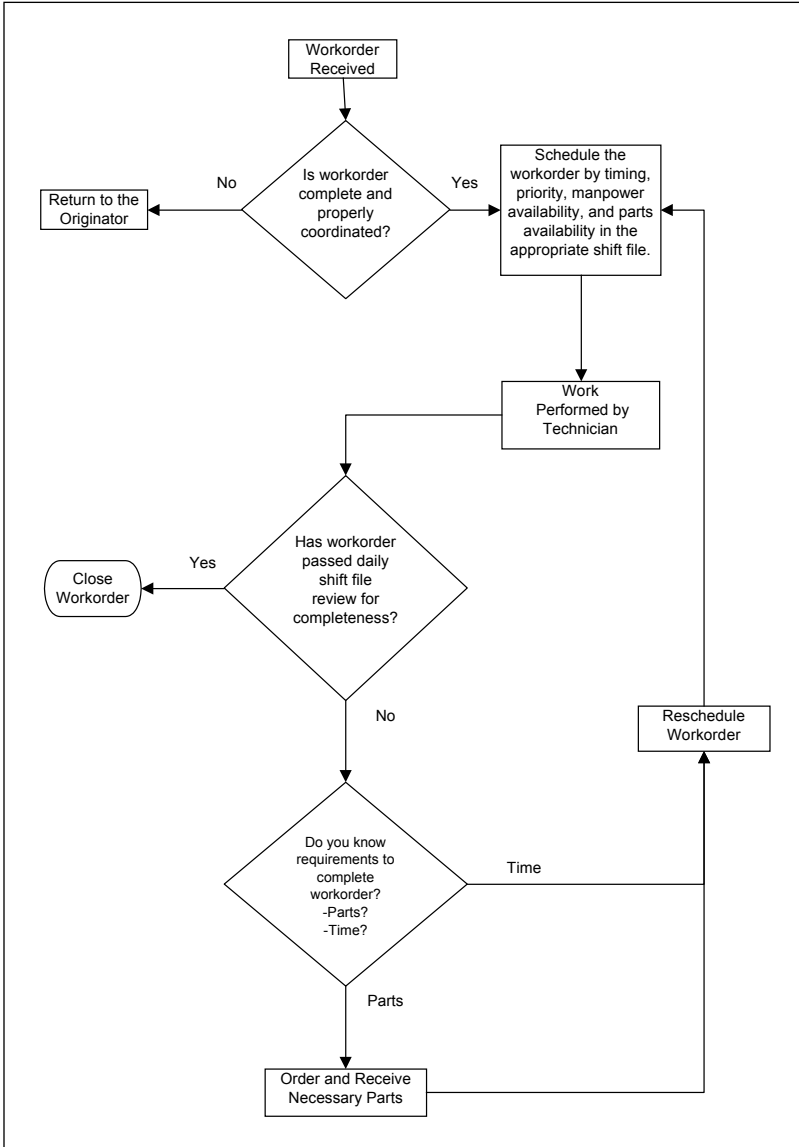 Workorder
Received
Is workorder
complete and
properly
coordinated?
No
Return to the
Originator
Yes
Schedule the
workorder by timing,
priority, manpower
availability, and parts
availability in the
appropriate shift file.
Work
Performed by
Technician
Has workorder
passed daily
shift file
review for
completeness?
Yes
Close
Workorder
No
Reschedule
Workorder
Do you know
requirements to
complete
workorder?
-Parts?
-Time?
Time
Parts
Order and Receive
Necessary Parts